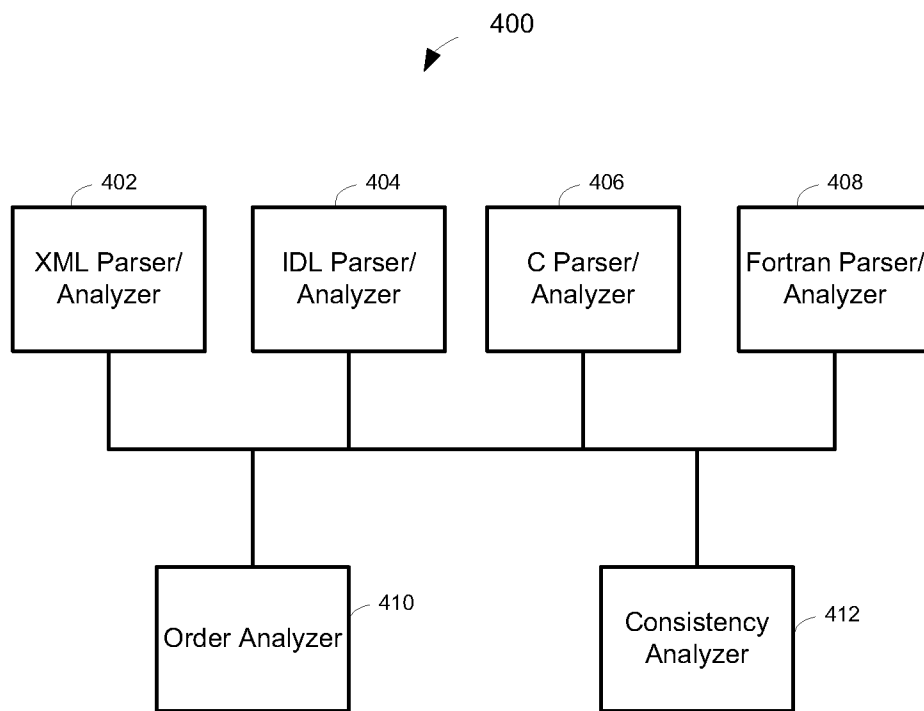 400
402
404
406
408
XML Parser/
Analyzer
IDL Parser/
Analyzer
C Parser/
Analyzer
Fortran Parser/
Analyzer
410
Order Analyzer
412
Consistency
Analyzer